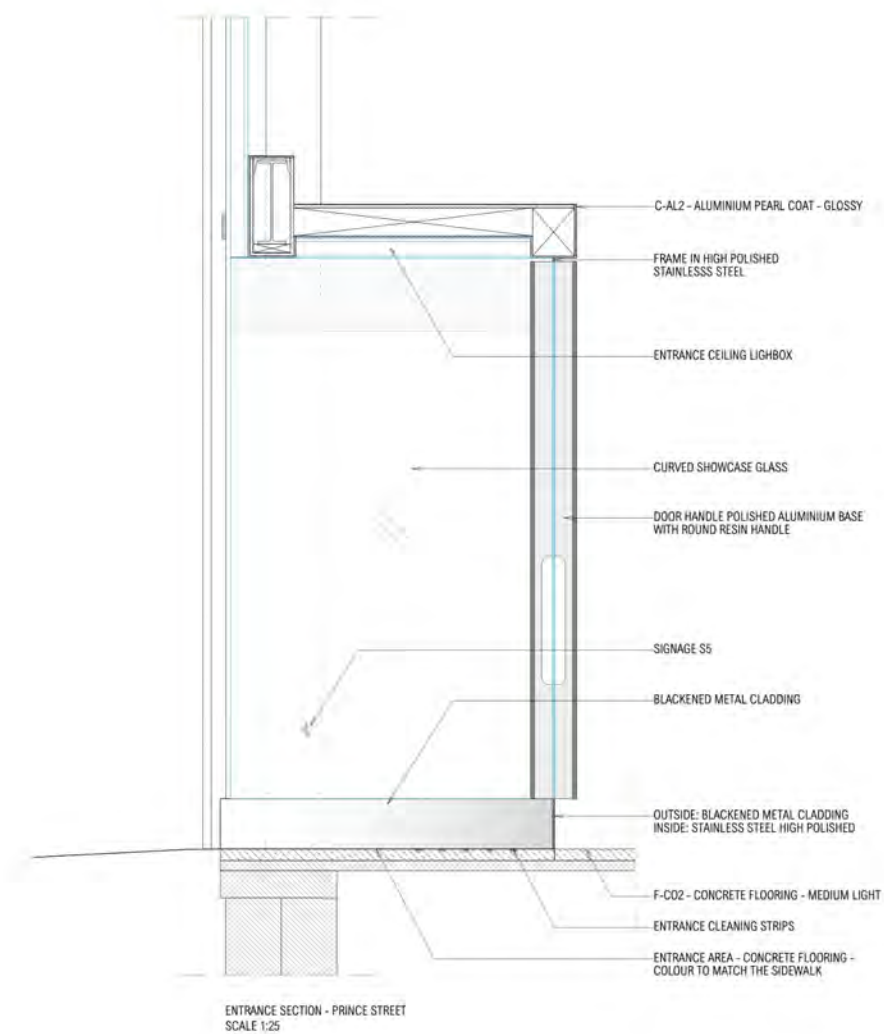 C-AL2 - ALUMINIUM PEARL COAT - GLOSSY
FRAME IN HIGH POLISHED
STAINLESSS STEEL
ENTRANCE CEILING LIGHBOX
CURVED SHOWCASE GLASS
DOOR HANDLE POLISHED ALUMINIUM BASE
WITH ROUND RESIN HANDLE
SIGNAGE S5
BLACKENED METAL CLADDING
OUTSIDE: BLACKENED METAL CLADDING
INSIDE: STAINLESS STEEL HIGH POLISHED
F-CO2 - CONCRETE FLOORING - MEDIUM LIGHT
ENTRANCE CLEANING STRIPS
ENTRANCE AREA - CONCRETE FLOORING -
COLOUR TO MATCH THE SIDEWALK
ENTRANCE SECTION - PRINCE STREET
SCALE 1:25